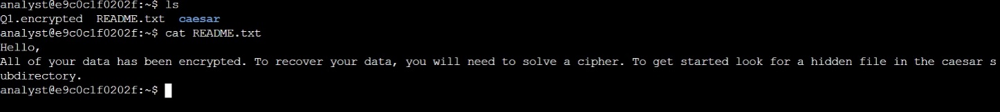 analyst@e9c0c1f0202f:~$ ls
Q1.encrypted README.txt caesar
analyst@e9c0c1f0202f:~$ cat README.txt
Hello,
All of your data has been encrypted. To recover your data, you will need to solve a cipher. To get started look for a hidden file in the caesar s
ubdirectory.
analyst@e9c0c1f0202f:~$